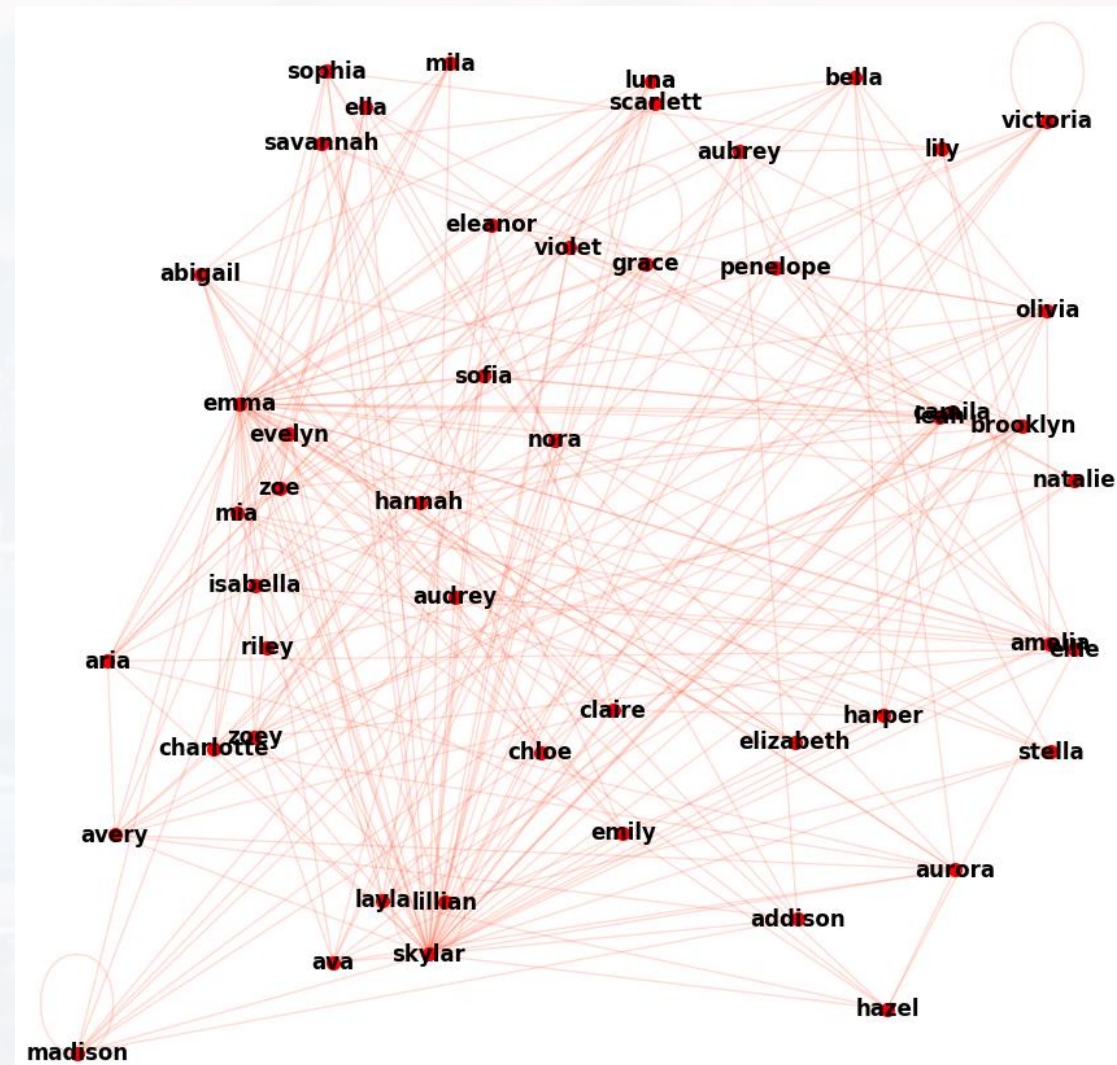 mila
sophia
bella
luna
scarlett
ella
victoria
savannah
lily
aubrey
eleanor
violet
grace
penelope
abigail
olivia
sofia
emma
camila
leah
brooklyn
evelyn
nora
natalie
zoe
hannah
mia
isabella
audrey
amelia
riley
aria
claire
harper
zoey
elizabeth
charlotte
chloe
stella
emily
avery
aurora
layla
lillian
addison
skylar
ava
hazel
madison